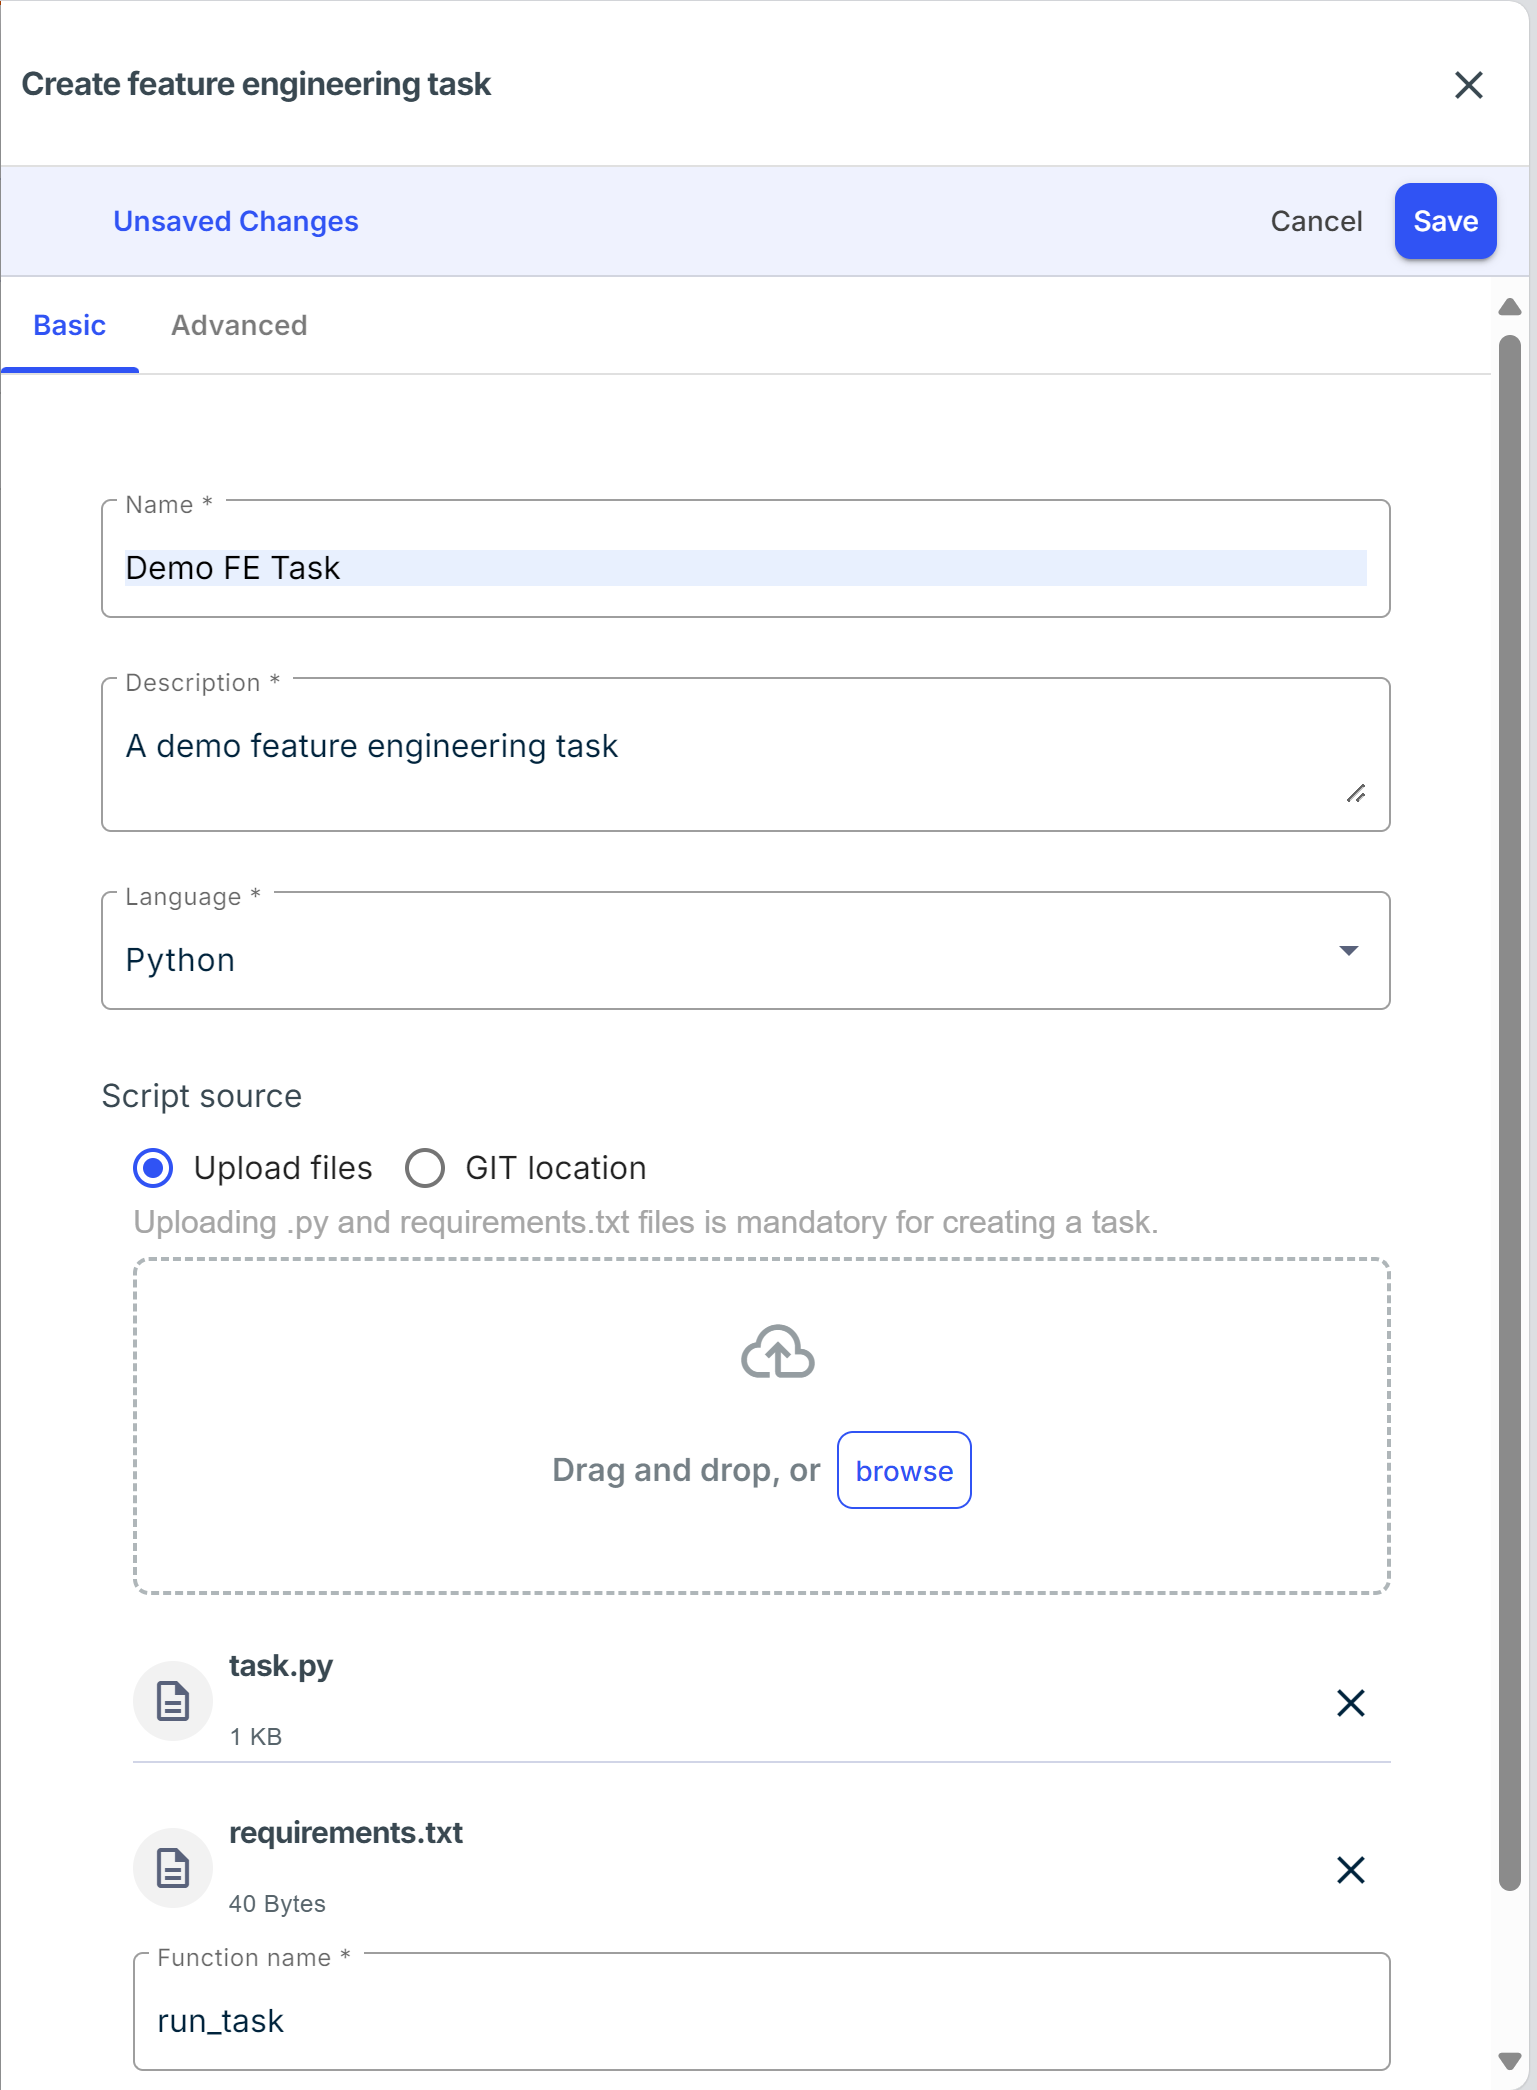 Create feature engineering task
Unsaved Changes
Cancel
Save
Basic
Advanced
Name *
Demo FE Task
Description *
A demo feature engineering task
Language *
Python
Script source
Upload files
GIT location
Uploading .py and requirements.txt files is mandatory for creating a task.
Drag and drop, or
browse
task.py
1 KB
requirements.txt
40 Bytes
Function name *
run_task